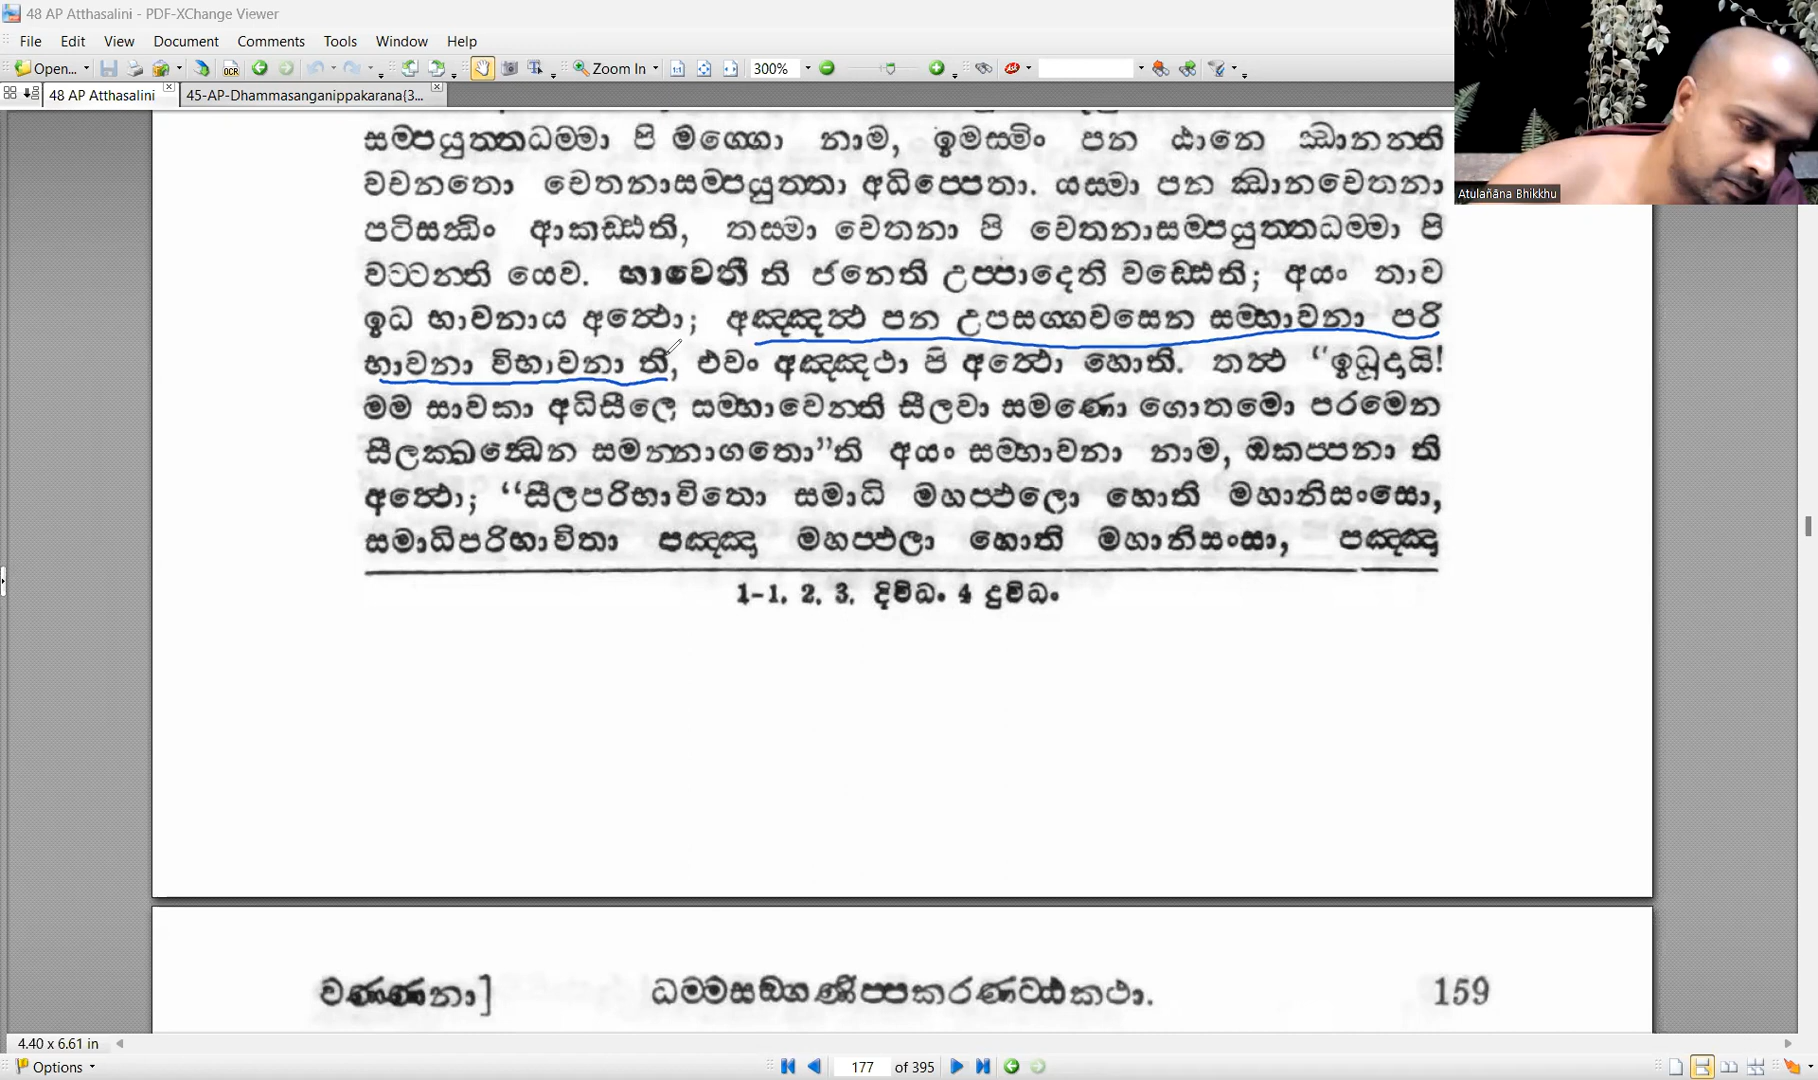 48 AP Atthasalini - PDF-XChange Viewer
File Edit View Document Comments Tools Window Help
Open... OCR Zoom In 300%
48 AP Atthasalini 45-AP-Dhammasanganippakarana{3...
සම්පයුත්තධම්මා පි මග්ගො නාම, ඉමස්මිං පන ඨානෙ ඣානන්ති
වචනතො චෙතනාසම්පයුත්තා අධිප්පෙතා. යස්මා පන ඣානචෙතනා
පටිසන්ධිං ආකඩ්ඪති, තස්මා චෙතනා පි චෙතනාසම්පයුත්තධම්මා පි
වට්ටන්ති යෙව. භාවෙතී ති ජනෙති උප්පාදෙති වඩ්ඪෙති; අයං තාව
ඉධ භාවනාය අත්ථො; අඤ්ඤත්ථ පන උපසග්ගවසෙන සම්භාවනා පරි
භාවනා විභාවනා ති, එවං අඤ්ඤථා පි අත්ථො හොති. තත්ථ “ඉධූදායි!
මම සාවකා අධිසීලෙ සම්භාවෙන්ති සීලවා සමණො ගොතමො පරමෙන
සීලක්ඛන්ධෙන සමන්නාගතො”ති අයං සම්භාවනා නාම, ඔකප්පනා ති
අත්ථො; “සීලපරිභාවිතො සමාධි මහප්ඵලො හොති මහානිසංසො,
සමාධිපරිභාවිතා පඤ්ඤා මහප්ඵලා හොති මහානිසංසා, පඤ්ඤා
1-1. 2. 3. දිවිධං. 4 දුවිධං.
වණ්ණනා] ධම්මසඞ්ගණිප්පකරණට්ඨකථා. 159
Atulañāna Bhikkhu
4.40 x 6.61 in
Options 177 of 395